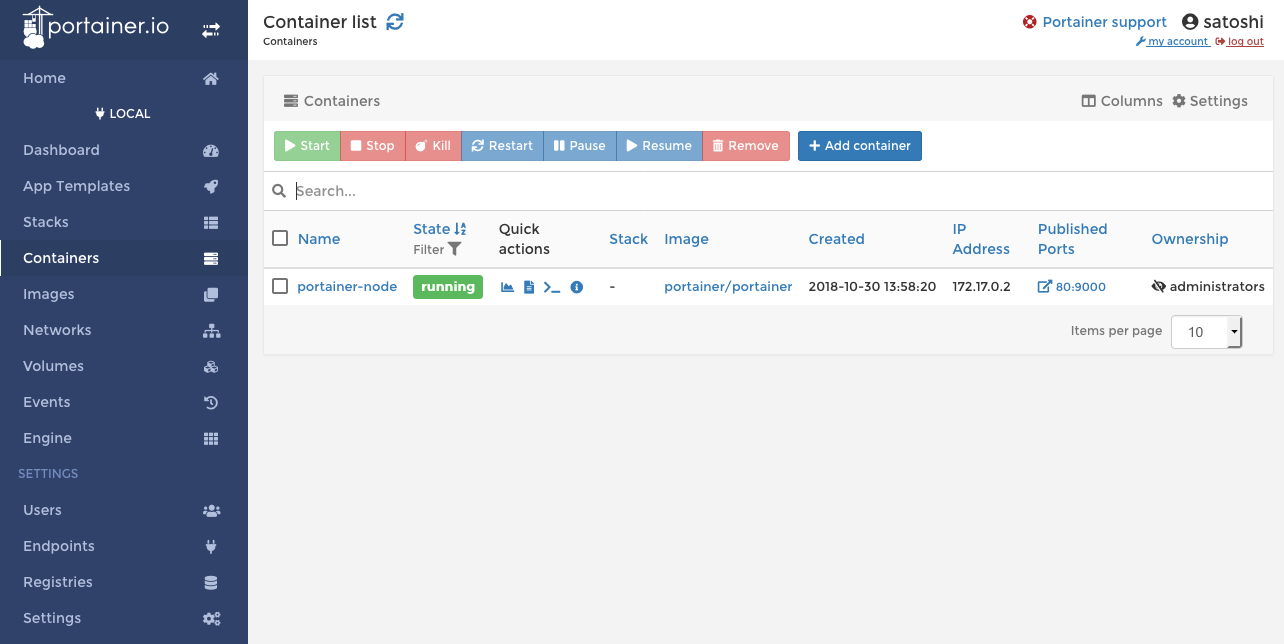 portainer.io
Home
LOCAL
Dashboard
App Templates
Stacks
Containers
Images
Networks
Volumes
Events
Engine
SETTINGS
Users
Endpoints
Registries
Settings
Container list
Containers
Portainer support satoshi
my account log out
Containers Columns Settings
Start Stop Kill Restart Pause Resume Remove Add container
Search...
Name State Filter Quick actions Stack Image Created IP Address Published Ports Ownership
portainer-node running - portainer/portainer 2018-10-30 13:58:20 172.17.0.2 80:9000 administrators
Items per page 10